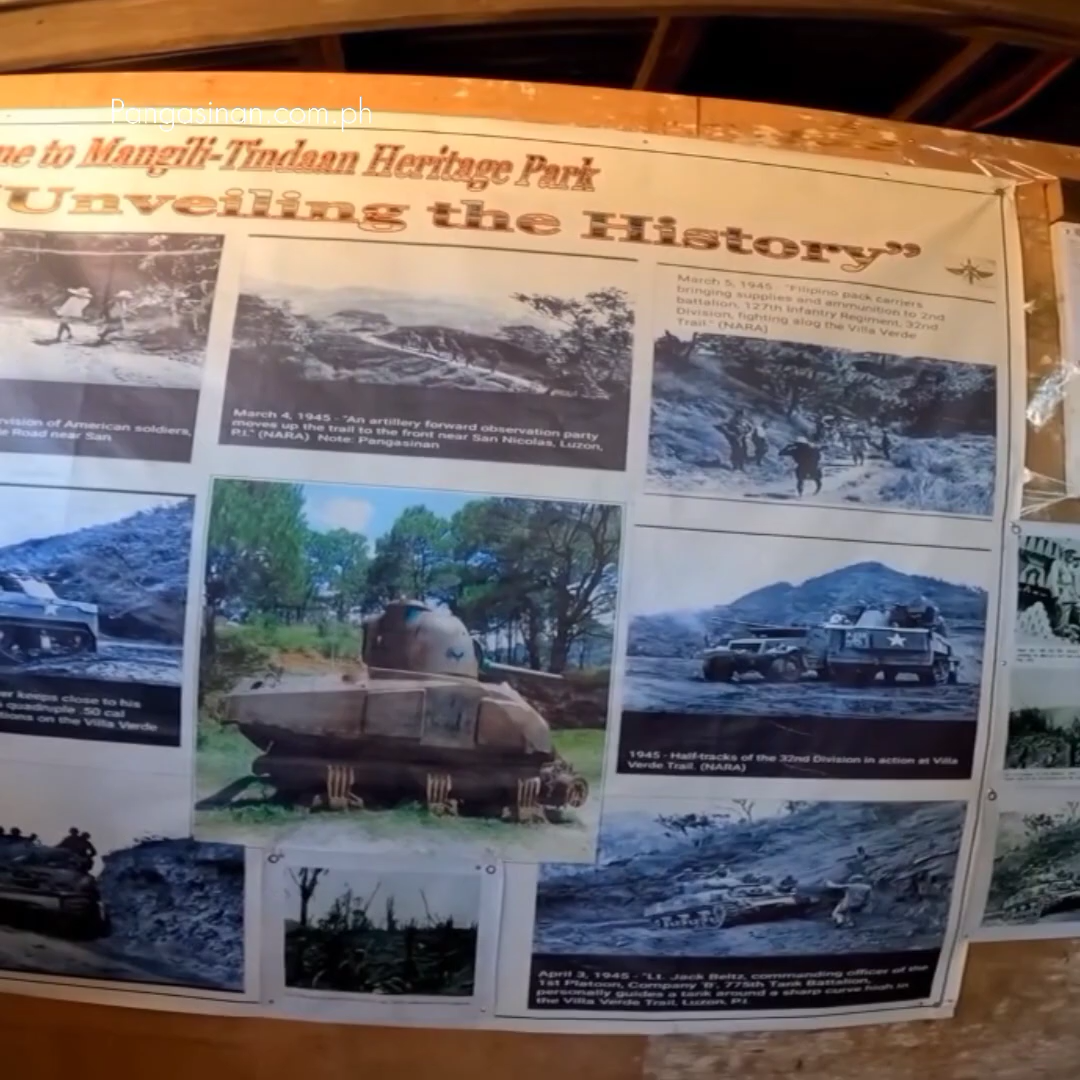 Pangasinan.com.ph
me to Mangili-Tindaan Heritage Park
"Unveiling the History"
March 5, 1945 - "Filipino pack carriers
bringing supplies and ammunition to 2nd
battalion, 127th Infantry Regiment, 32nd
Division, fighting alog the Villa Verde
Trail." (NARA)
rvision of American soldiers,
le Road near San
March 4, 1945 - "An artillery forward observation party
moves up the trail to the front near San Nicolas, Luzon,
P.I." (NARA) Note: Pangasinan
er keeps close to his
quadruple .50 cal
tions on the Villa Verde
1945 - Half-tracks of the 32nd Division in action at Villa
Verde Trail. (NARA)
April 3, 1945 - "Lt. Jack Beltz, commanding officer of the
1st Platoon, Company 'B', 775th Tank Battalion,
personally guides a tank around a sharp curve high in
the Villa Verde Trail, Luzon, P.I.